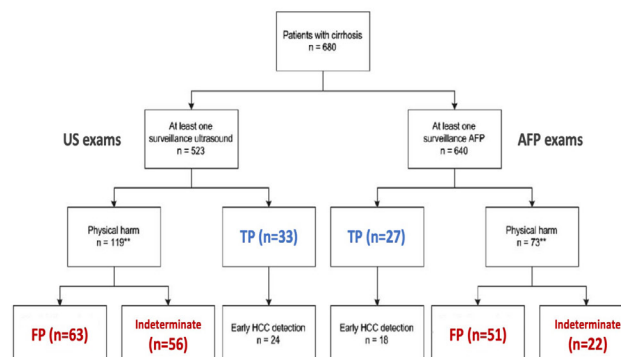 Patients with cirrhosis
n = 680
US exams
At least one
surveillance ultrasound
n = 523
At least one
surveillance AFP
n = 640
AFP exams
Physical harm
n = 119**
TP (n=33)
TP (n=27)
Physical harm
n = 73**
FP (n=63)
Indeterminate
(n=56)
Early HCC detection
n = 24
Early HCC detection
n = 18
FP (n=51)
Indeterminate
(n=22)